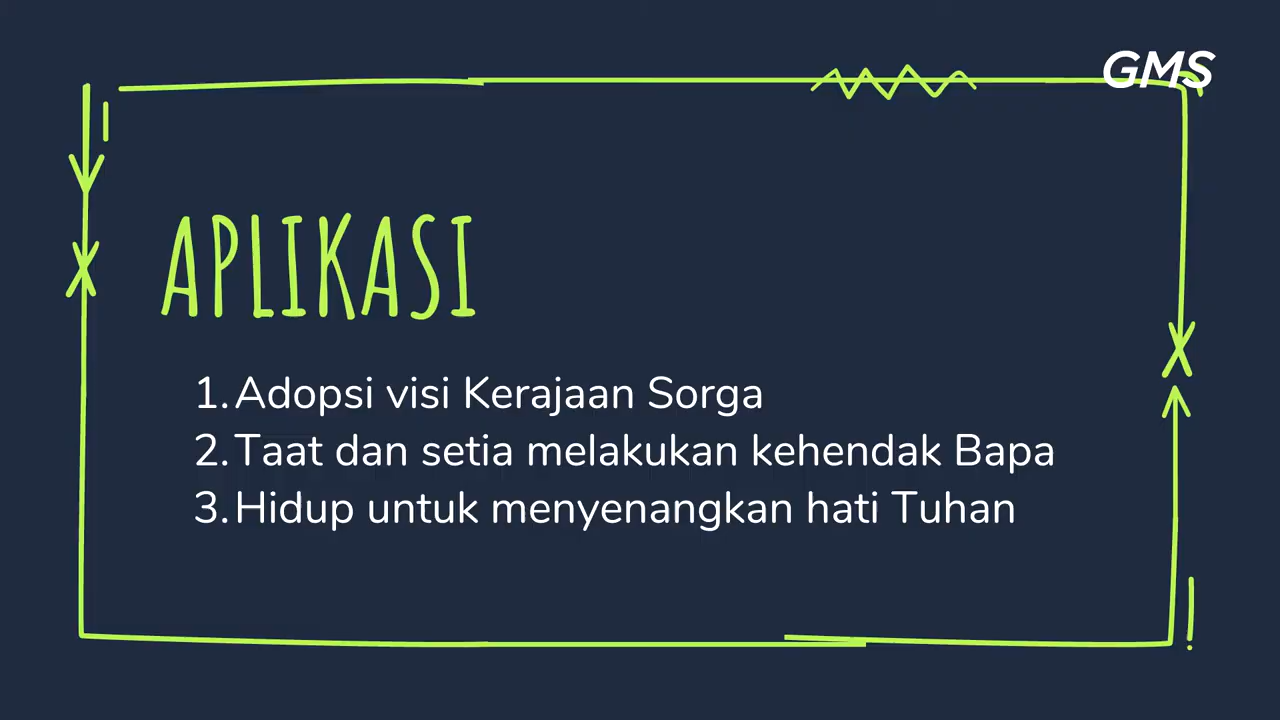 GMS
APLIKASI
1. Adopsi visi Kerajaan Sorga
2. Taat dan setia melakukan kehendak Bapa
3. Hidup untuk menyenangkan hati Tuhan